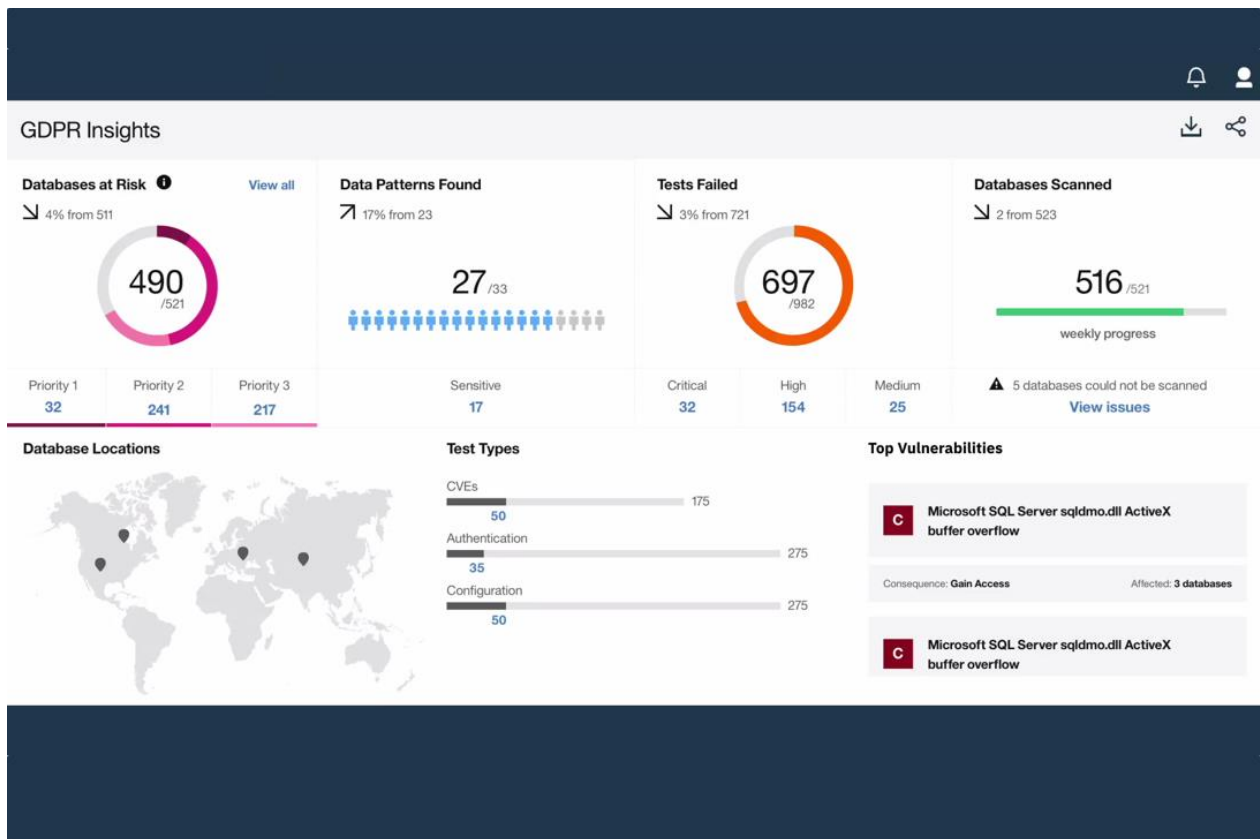 GDPR Insights
Databases at Risk View all
4% from 511
490
/521
Priority 1 Priority 2 Priority 3
32 241 217
Data Patterns Found
17% from 23
27 /33
Sensitive
17
Tests Failed
3% from 721
697
/982
Critical High Medium
32 154 25
Databases Scanned
2 from 523
516 /521
weekly progress
5 databases could not be scanned
View issues
Database Locations
Test Types
CVEs
175
50
Authentication
275
35
Configuration
275
50
Top Vulnerabilities
C
Microsoft SQL Server sqldmo.dll ActiveX
buffer overflow
Consequence: Gain Access Affected: 3 databases
C
Microsoft SQL Server sqldmo.dll ActiveX
buffer overflow